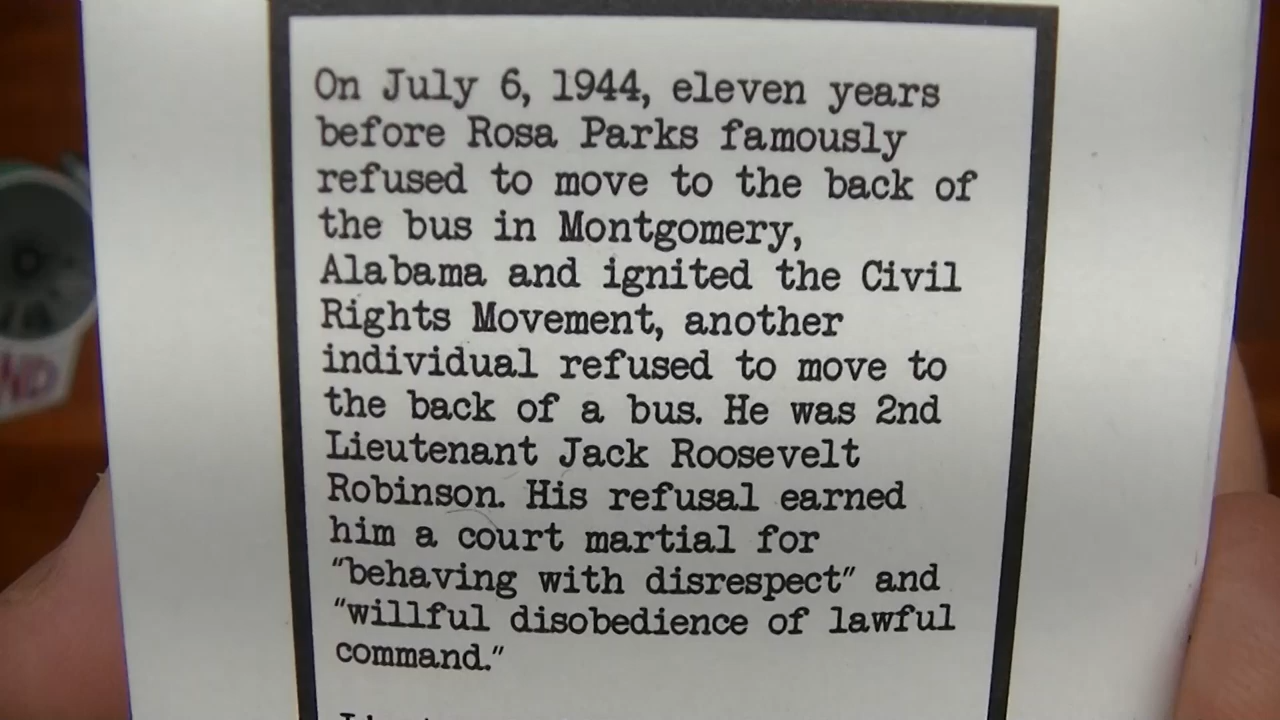 On July 6, 1944, eleven years
before Rosa Parks famously
refused to move to the back of
the bus in Montgomery,
Alabama and ignited the Civil
Rights Movement, another
individual refused to move to
the back of a bus. He was 2nd
Lieutenant Jack Roosevelt
Robinson. His refusal earned
him a court martial for
“behaving with disrespect” and
“willful disobedience of lawful
command.”